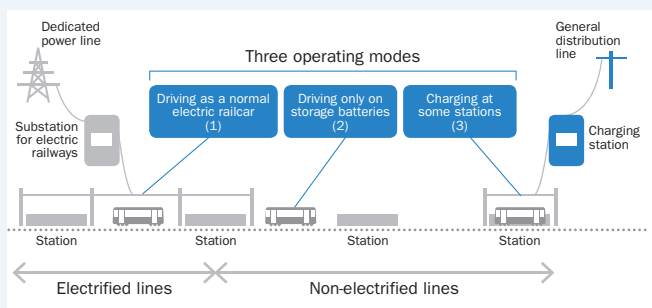 Dedicated
power line
Three operating modes
General
distribution
line
Driving as a normal
electric railcar
(1)
Driving only on
storage batteries
(2)
Charging at
some stations
(3)
Substation
for electric
railways
Charging
station
Station
Station
Station
Station
Electrified lines
Non-electrified lines